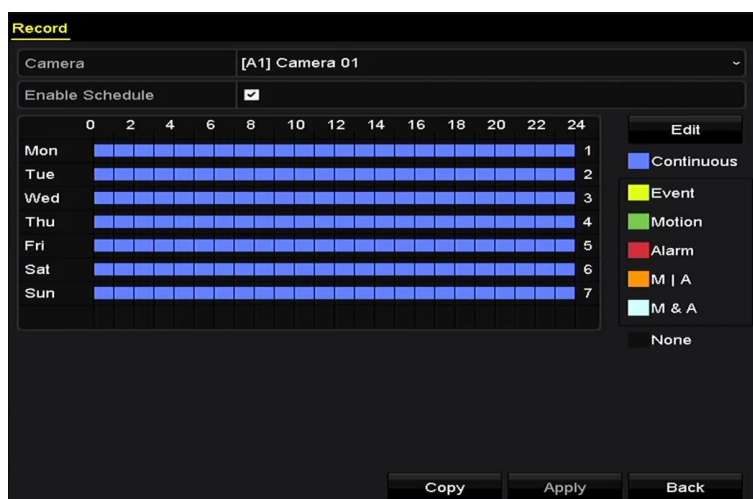 Record
Camera [A1] Camera 01
Enable Schedule
0 2 4 6 8 10 12 14 16 18 20 22 24
Edit
Mon 1
Continuous
Tue 2
Wed 3
Event
Thu 4
Motion
Fri 5
Alarm
Sat 6
M | A
Sun 7
M & A
None
Copy Apply Back